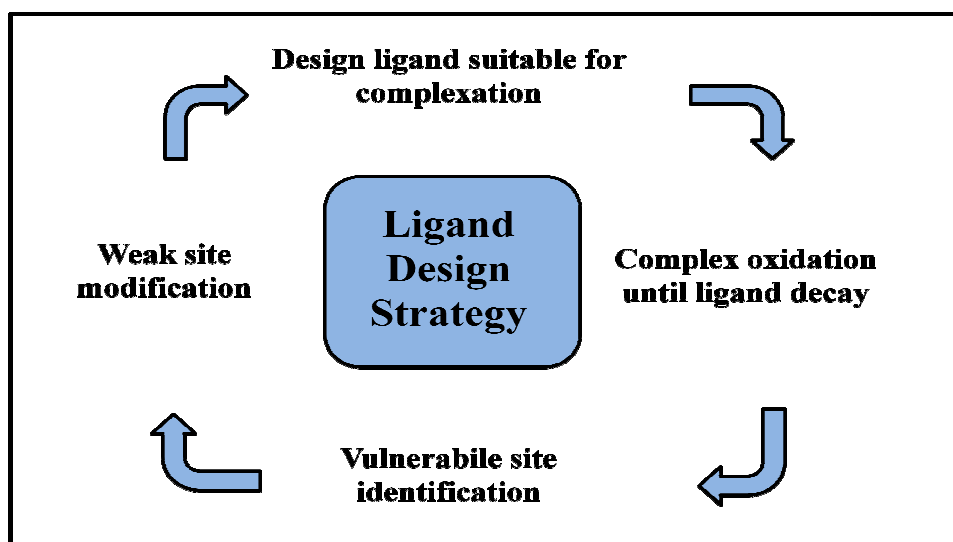 Design ligand suitable for
complexation
Ligand
Design
Strategy
Weak site
modification
Complex oxidation
until ligand decay
Vulnerabile site
identification